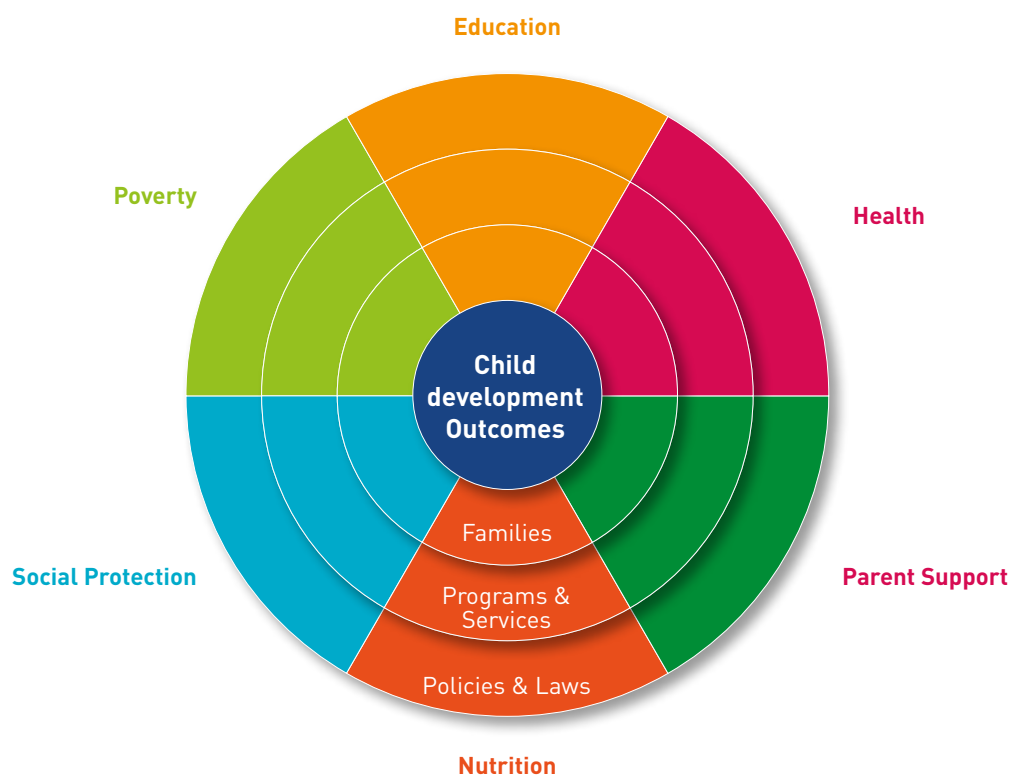 Education
Poverty
Health
Child
development
Outcomes
Families
Social Protection
Parent Support
Programs &
Services
Policies & Laws
Nutrition